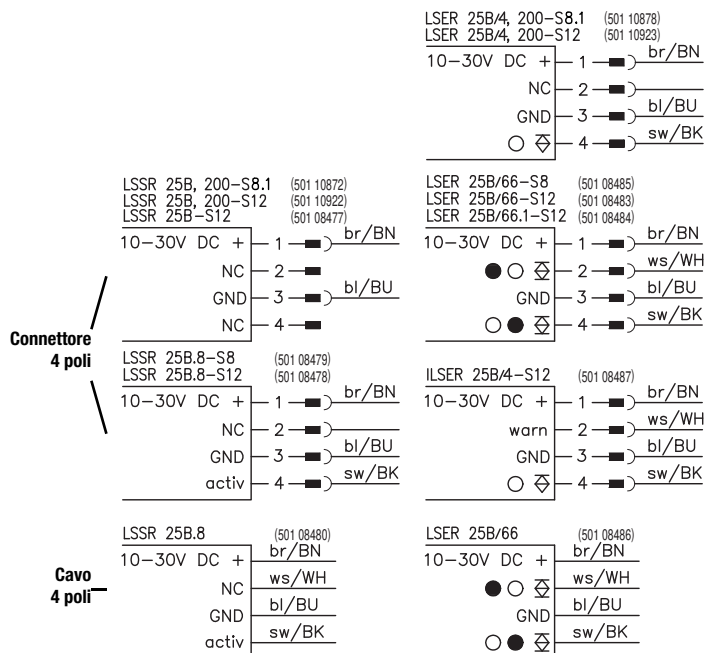 LSER 25B/4, 200-S8.1 (501 10878)
LSER 25B/4, 200-S12 (501 10923)
10-30V DC + 1 br/BN
NC 2
GND 3 bl/BU
4 sw/BK
LSSR 25B, 200-S8.1 (501 10872)
LSSR 25B, 200-S12 (501 10922)
LSSR 25B-S12 (501 08477)
10-30V DC + 1 br/BN
NC 2
GND 3 bl/BU
NC 4
LSER 25B/66-S8 (501 08485)
LSER 25B/66-S12 (501 08483)
LSER 25B/66.1-S12 (501 08484)
10-30V DC + 1 br/BN
2 ws/WH
GND 3 bl/BU
4 sw/BK
Connettore
4 poli
LSSR 25B.8-S8 (501 08479)
LSSR 25B.8-S12 (501 08478)
10-30V DC + 1 br/BN
NC 2
GND 3 bl/BU
activ 4 sw/BK
ILSER 25B/4-S12 (501 08487)
10-30V DC + 1 br/BN
warn 2 ws/WH
GND 3 bl/BU
4 sw/BK
Cavo
4 poli
LSSR 25B.8 (501 08480)
10-30V DC + br/BN
NC ws/WH
GND bl/BU
activ sw/BK
LSER 25B/66 (501 08486)
10-30V DC + br/BN
ws/WH
GND bl/BU
sw/BK